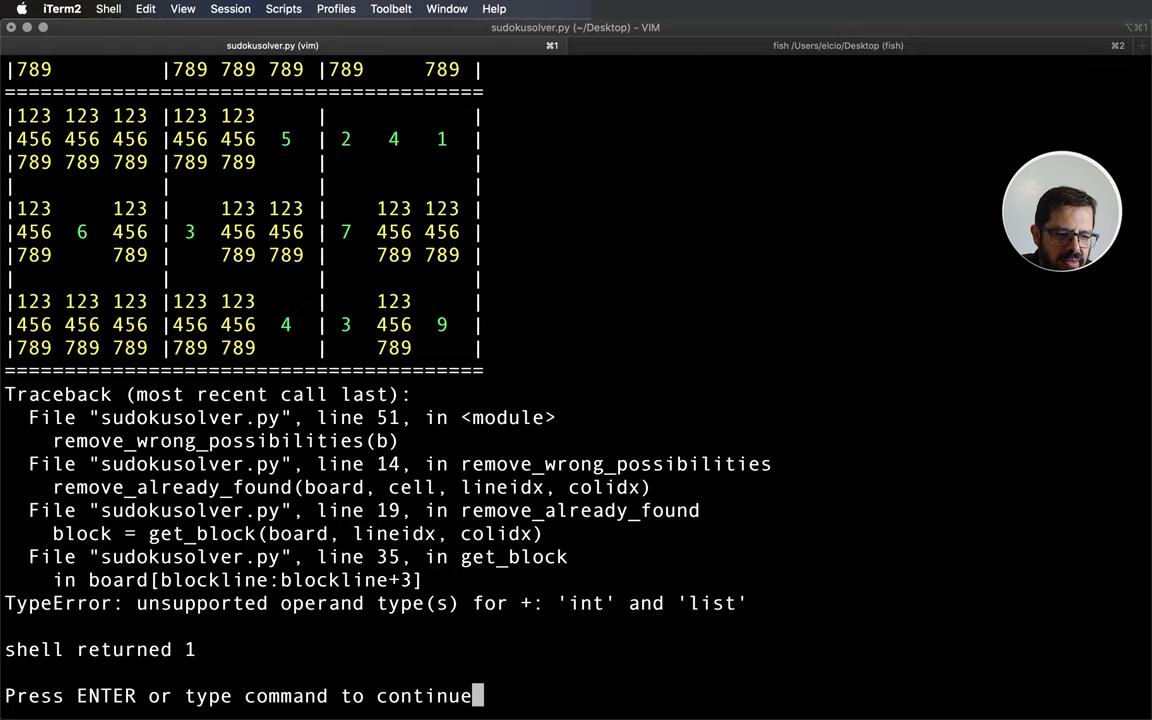 iTerm2 Shell Edit View Session Scripts Profiles Toolbelt Window Help
sudokusolver.py (~/Desktop) - VIM ⌥⌘1
sudokusolver.py (vim) ⌘1 fish /Users/elcio/Desktop (fish) ⌘2 +
|789         |789 789 789 |789     789 |
========================================
|123 123 123 |123 123     |            |
|456 456 456 |456 456  5  | 2   4   1  |
|789 789 789 |789 789     |            |
|            |            |            |
|123     123 |    123 123 |    123 123 |
|456  6  456 | 3  456 456 | 7  456 456 |
|789     789 |    789 789 |    789 789 |
|            |            |            |
|123 123 123 |123 123     |    123     |
|456 456 456 |456 456  4  | 3  456  9  |
|789 789 789 |789 789     |    789     |
========================================
Traceback (most recent call last):
  File "sudokusolver.py", line 51, in <module>
    remove_wrong_possibilities(b)
  File "sudokusolver.py", line 14, in remove_wrong_possibilities
    remove_already_found(board, cell, lineidx, colidx)
  File "sudokusolver.py", line 19, in remove_already_found
    block = get_block(board, lineidx, colidx)
  File "sudokusolver.py", line 35, in get_block
    in board[blockline:blockline+3]
TypeError: unsupported operand type(s) for +: 'int' and 'list'
shell returned 1
Press ENTER or type command to continue